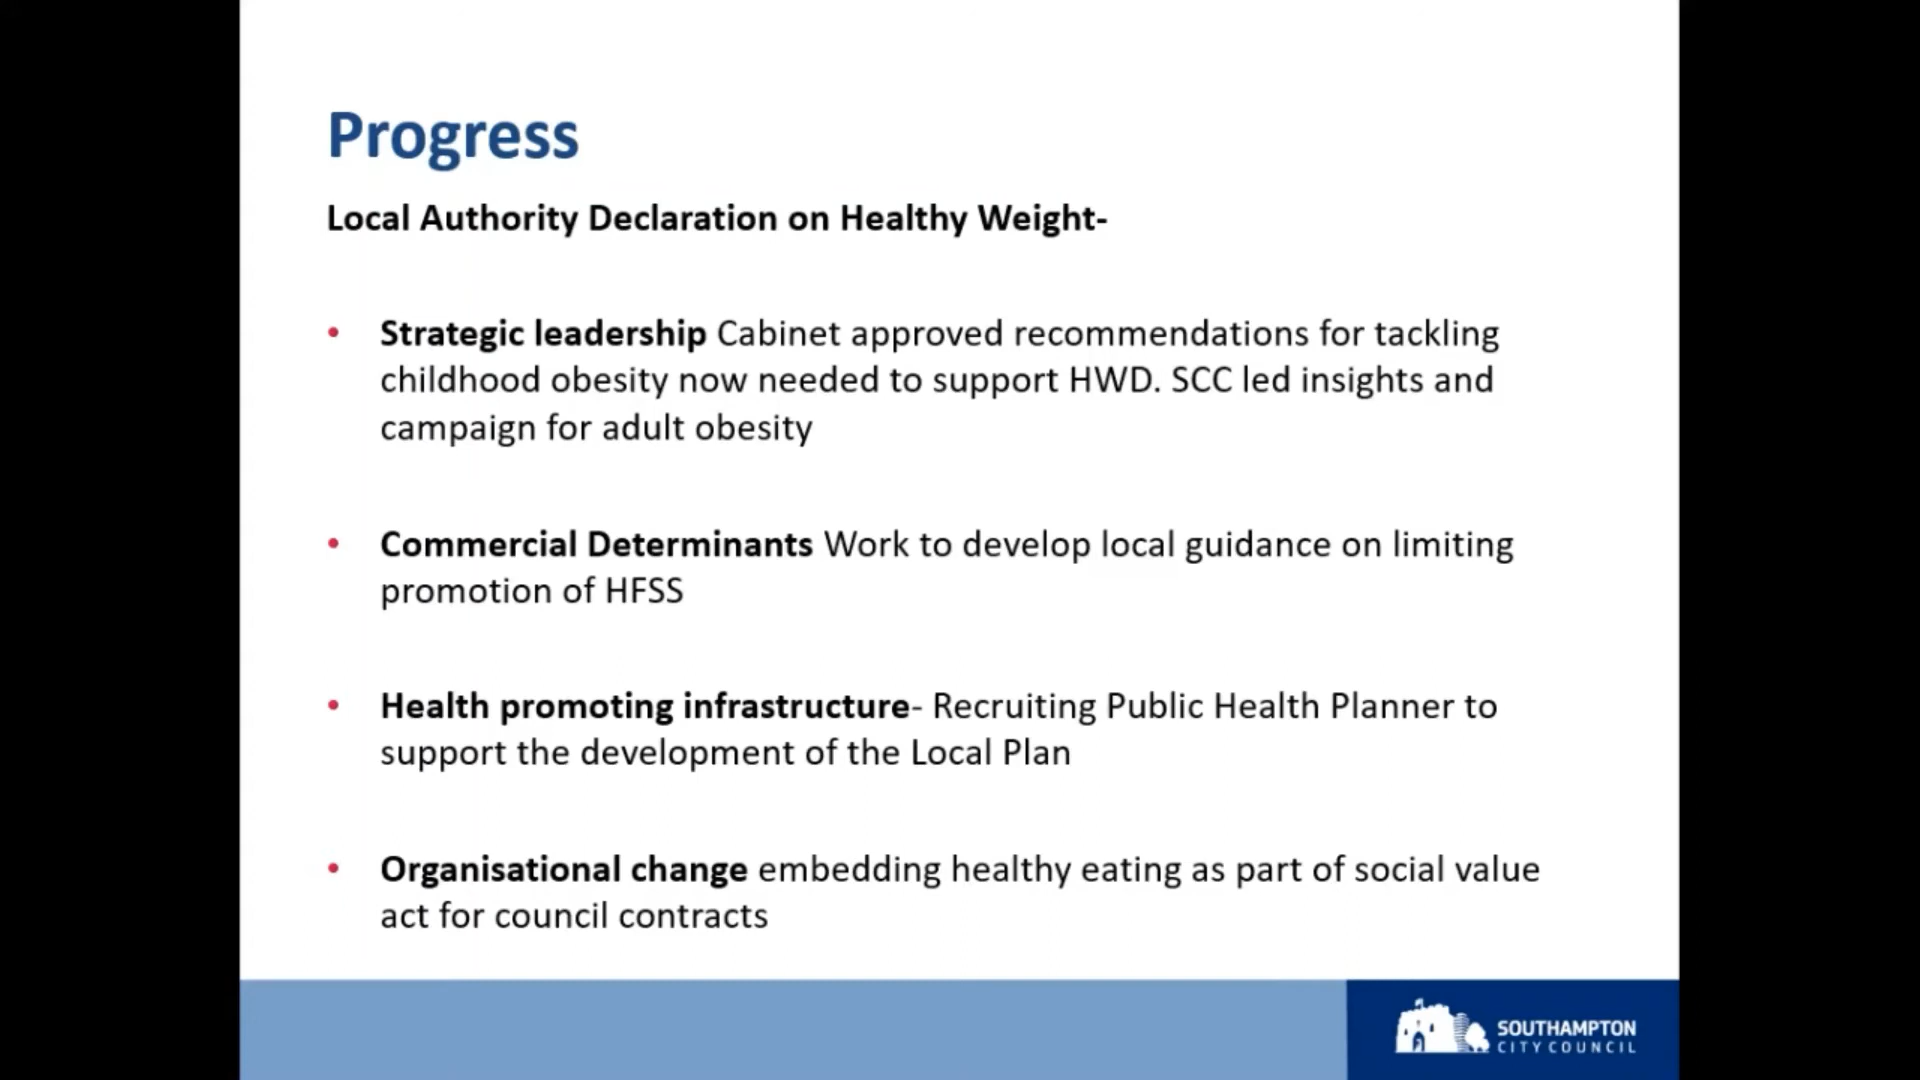 Progress
Local Authority Declaration on Healthy Weight-
• Strategic leadership Cabinet approved recommendations for tackling
childhood obesity now needed to support HWD. SCC led insights and
campaign for adult obesity
• Commercial Determinants Work to develop local guidance on limiting
promotion of HFSS
• Health promoting infrastructure- Recruiting Public Health Planner to
support the development of the Local Plan
• Organisational change embedding healthy eating as part of social value
act for council contracts
SOUTHAMPTON
CITY COUNCIL